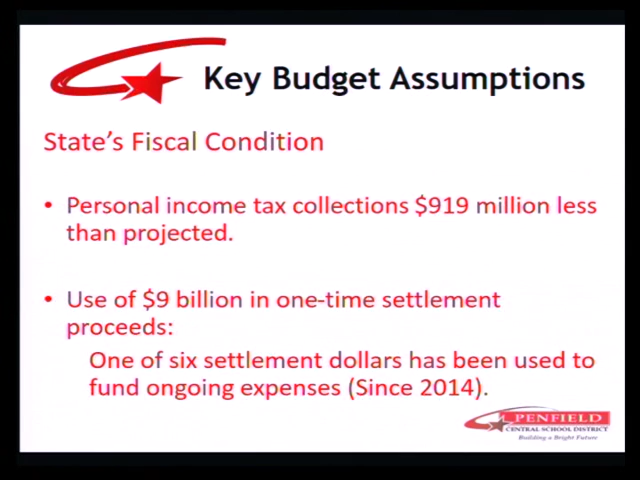 Key Budget Assumptions
State's Fiscal Condition
• Personal income tax collections $919 million less
than projected.
• Use of $9 billion in one-time settlement
proceeds:
One of six settlement dollars has been used to
fund ongoing expenses (Since 2014).
PENFIELD
CENTRAL SCHOOL DISTRICT
Building a Bright Future